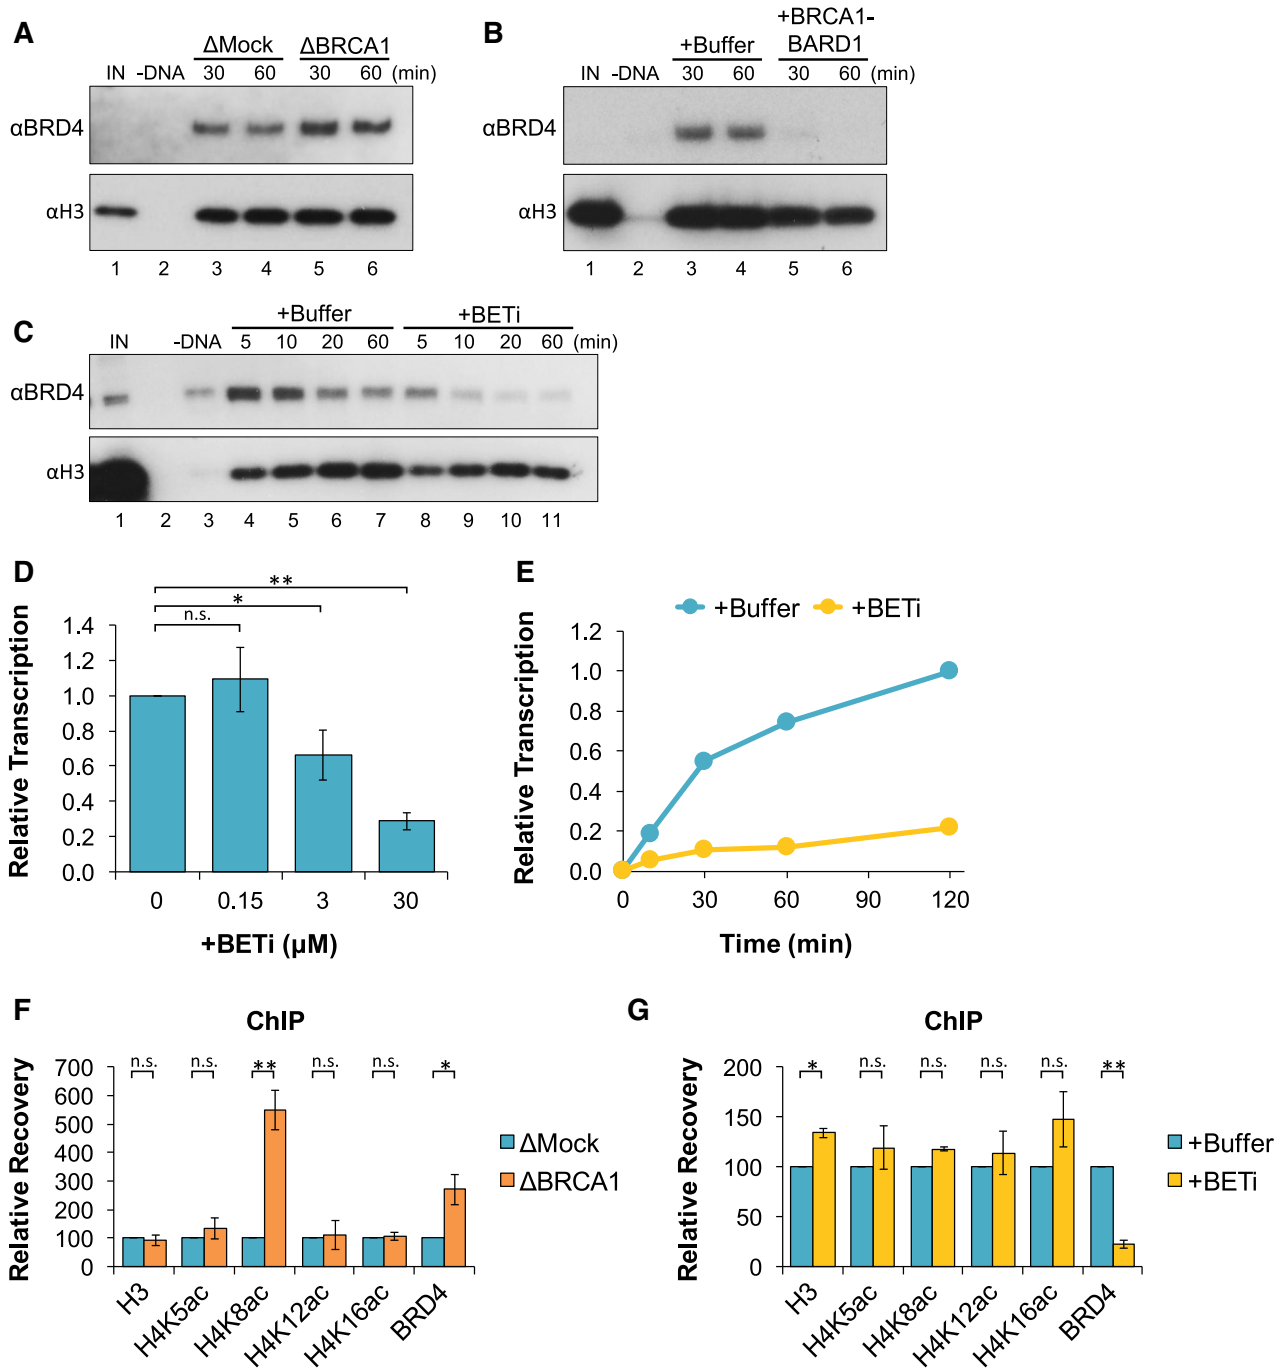 A
ΔMock ΔBRCA1
IN -DNA 30 60 30 60 (min)
αBRD4
αH3
1 2 3 4 5 6
B
+BRCA1-
+Buffer BARD1
IN -DNA 30 60 30 60 (min)
αBRD4
αH3
1 2 3 4 5 6
C
+Buffer +BETi
IN -DNA 5 10 20 60 5 10 20 60 (min)
αBRD4
αH3
1 2 3 4 5 6 7 8 9 10 11
D
**
*
n.s.
Relative Transcription
1.4
1.2
1.0
0.8
0.6
0.4
0.2
0.0
0 0.15 3 30
+BETi (µM)
E
+Buffer +BETi
Relative Transcription
1.2
1.0
0.8
0.6
0.4
0.2
0.0
0 30 60 90 120
Time (min)
F
ChIP
Relative Recovery
700
600
500
400
300
200
100
0
n.s. n.s. ** n.s. n.s. *
H3 H4K5ac H4K8ac H4K12ac H4K16ac BRD4
ΔMock
ΔBRCA1
G
ChIP
Relative Recovery
200
150
100
50
0
* n.s. n.s. n.s. n.s. **
H3 H4K5ac H4K8ac H4K12ac H4K16ac BRD4
+Buffer
+BETi